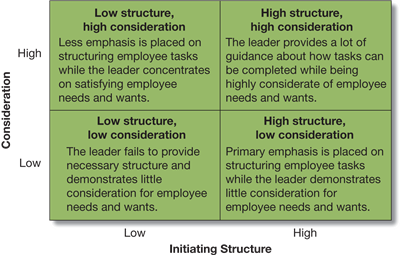 Low structure,
high consideration
Less emphasis is placed on
structuring employee tasks
while the leader concentrates
on satisfying employee
needs and wants.
High structure,
high consideration
The leader provides a lot of
guidance about how tasks
can be completed while being
highly considerate of employee
needs and wants.
High
Consideration
Low structure,
low consideration
The leader fails to provide
necessary structure and
demonstrates little
consideration for employee
needs and wants.
High structure,
low consideration
Primary emphasis is placed on
structuring employee tasks
while the leader demonstrates
little consideration for
employee needs and wants.
Low
Low
High
Initiating Structure